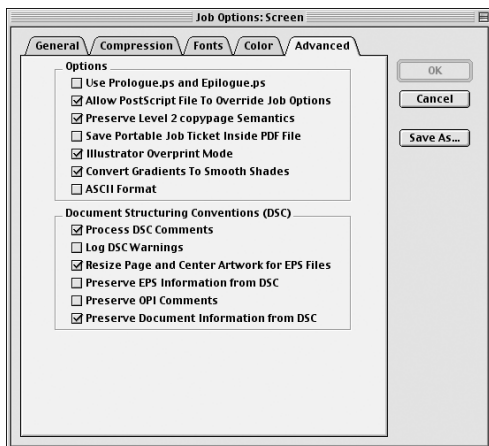 Job Options: Screen
General Compression Fonts Color Advanced
Options
Use Prologue.ps and Epilogue.ps
Allow PostScript File To Override Job Options
Preserve Level 2 copypage Semantics
Save Portable Job Ticket Inside PDF File
Illustrator Overprint Mode
Convert Gradients To Smooth Shades
ASCII Format
Document Structuring Conventions (DSC)
Process DSC Comments
Log DSC Warnings
Resize Page and Center Artwork for EPS Files
Preserve EPS Information from DSC
Preserve OPI Comments
Preserve Document Information from DSC
OK
Cancel
Save As...